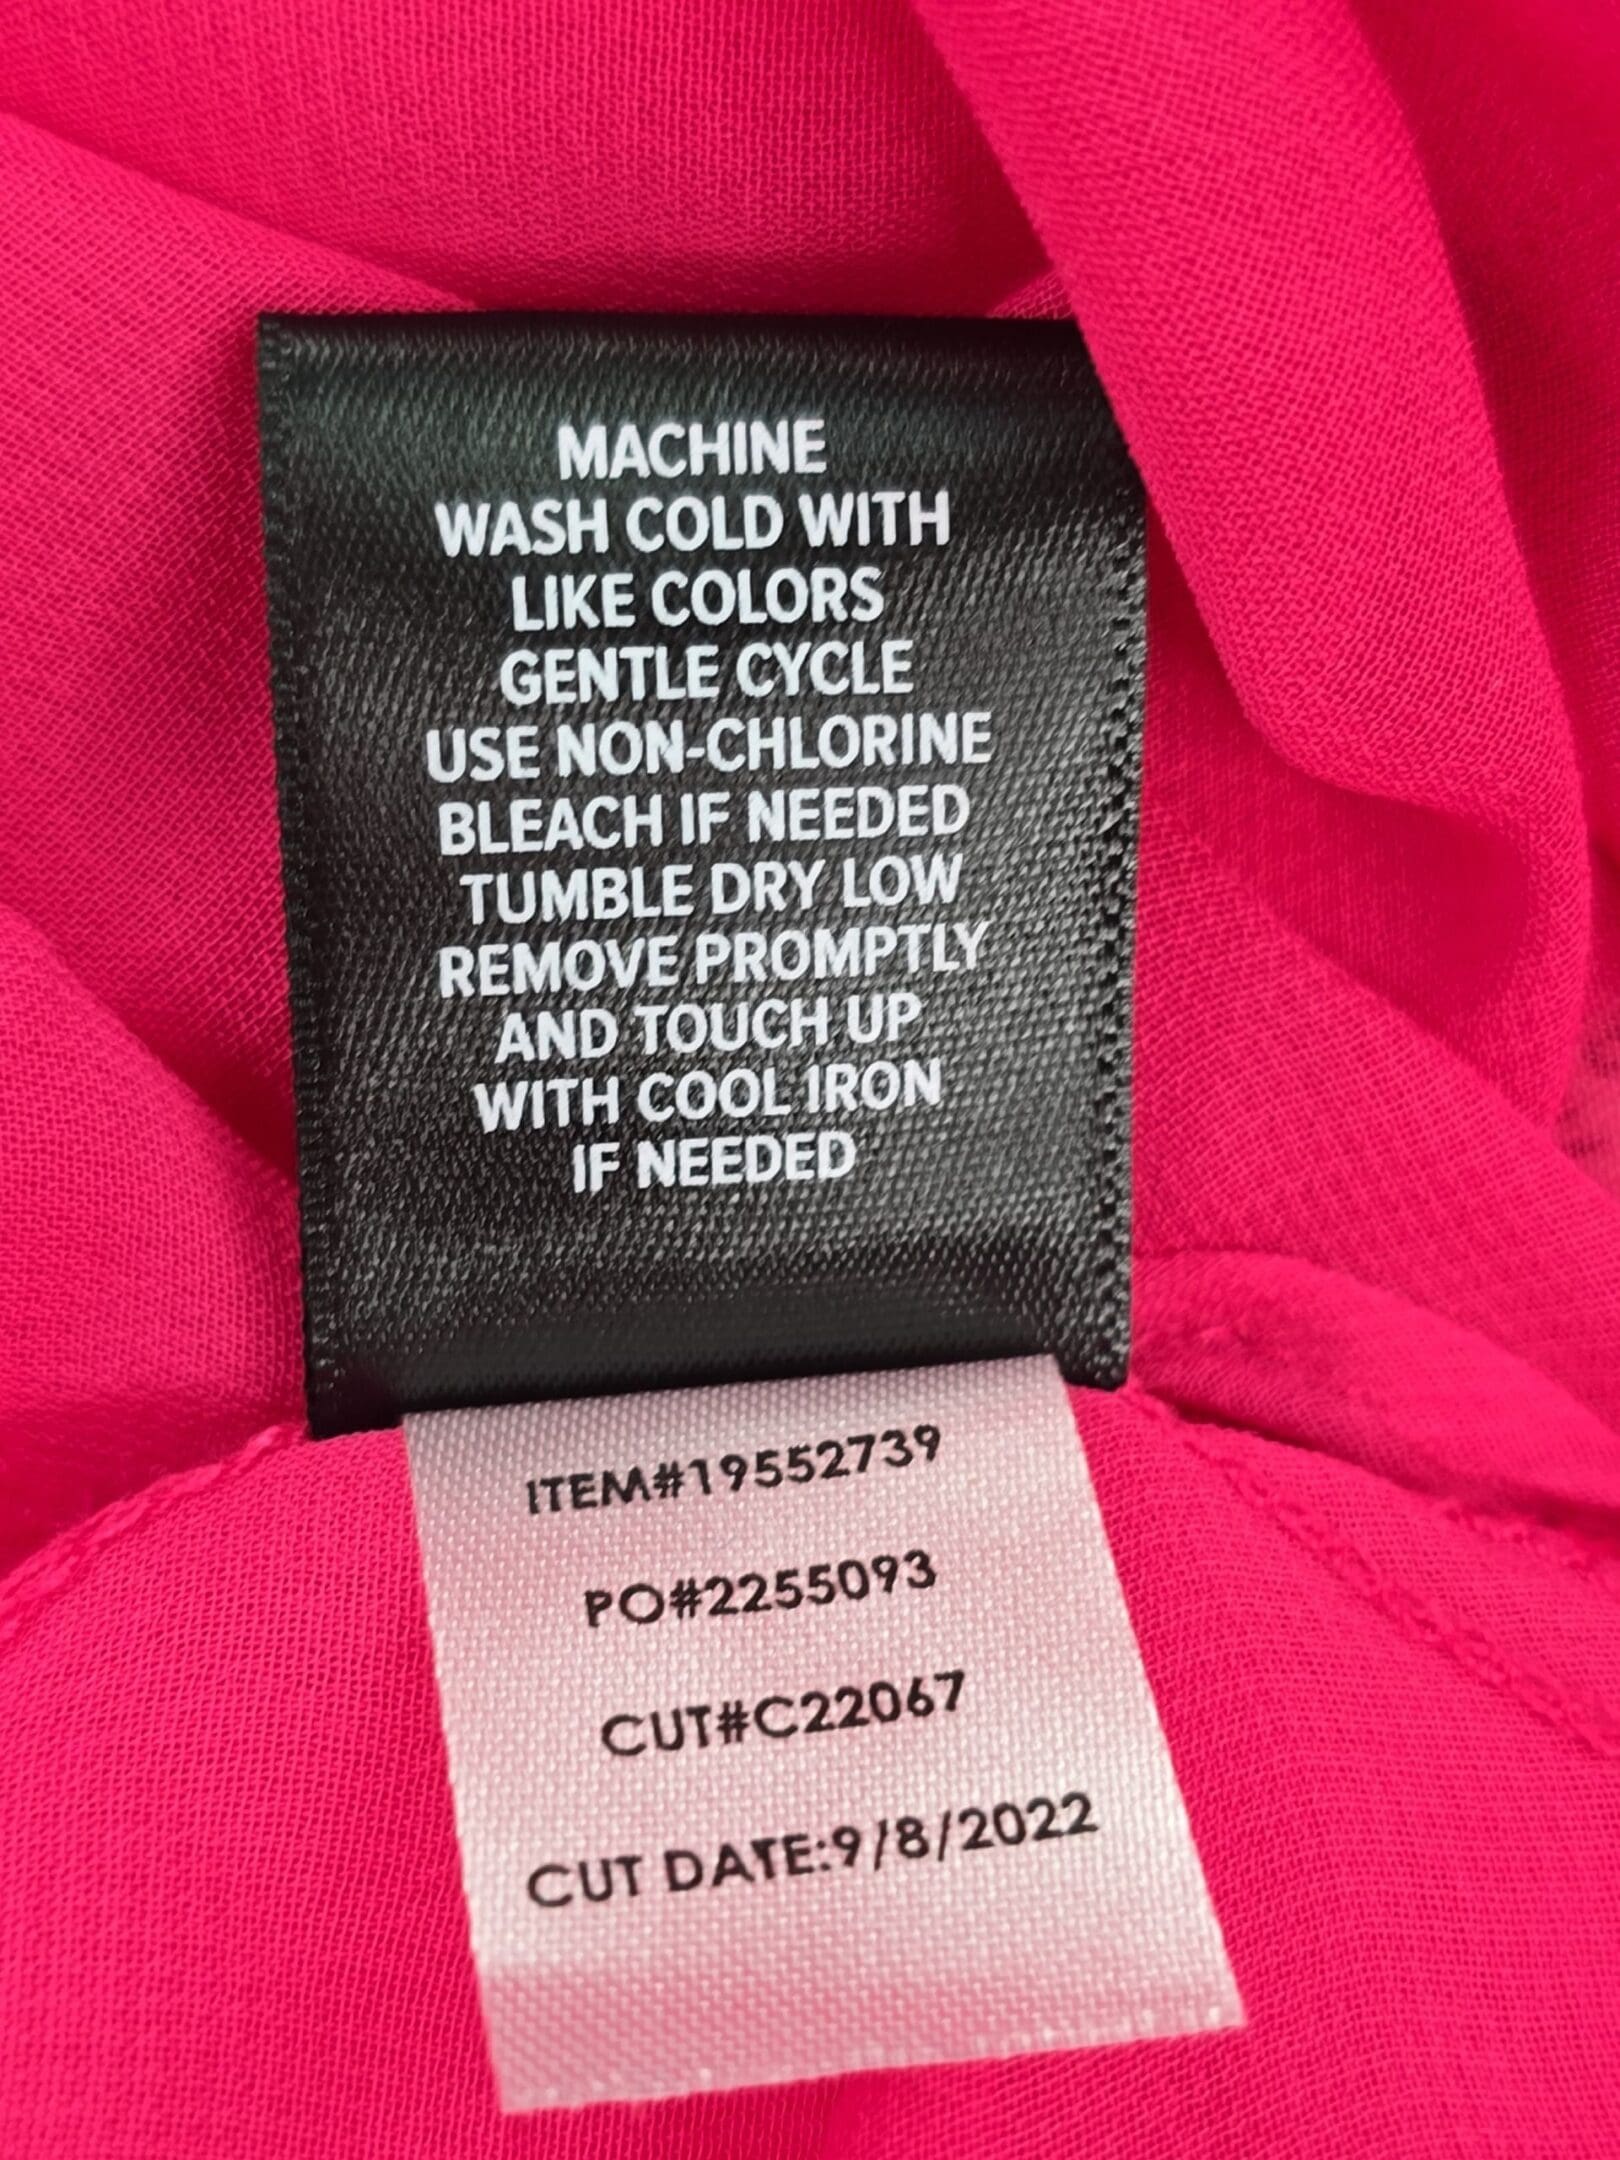 MACHINE
WASH COLD WITH
LIKE COLORS
GENTLE CYCLE
USE NON-CHLORINE
BLEACH IF NEEDED
TUMBLE DRY LOW
REMOVE PROMPTLY
AND TOUCH UP
WITH COOL IRON
IF NEEDED
ITEM#19552739
PO#2255093
CUT#C22067
CUT DATE:9/8/2022